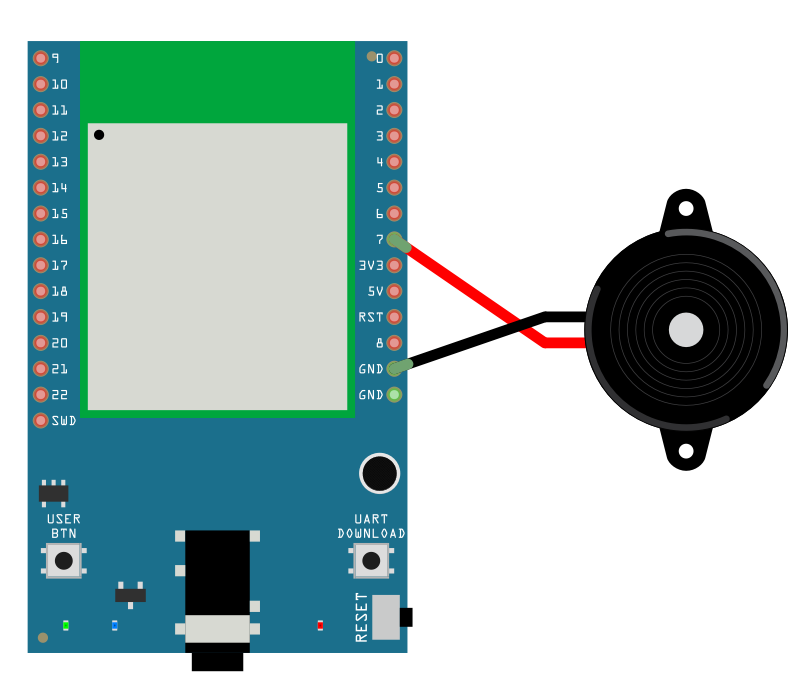 9 0
10 1
11 2
12 3
13 4
14 5
15 6
16 7
17 3V3
18 5V
19 RST
20 8
21 GND
22 GND
SWD
USER
BTN
UART
DOWNLOAD
RESET